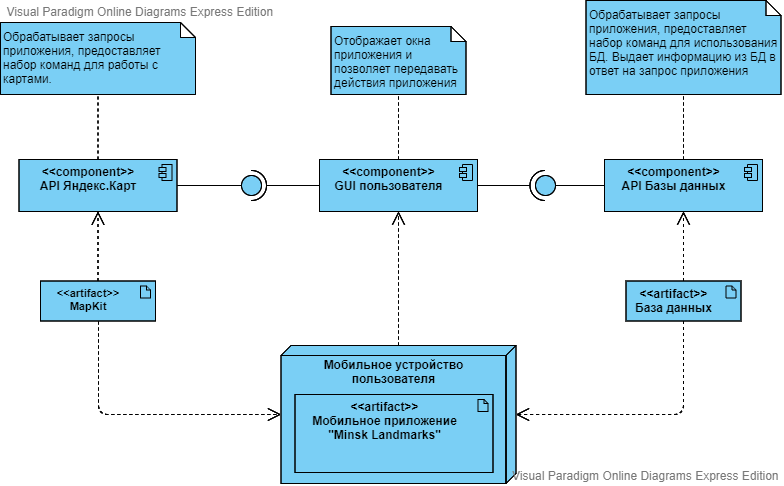 Visual Paradigm Online Diagrams Express Edition
Обрабатывает запросы
приложения, предоставляет
набор команд для работы с
картами.
Отображает окна
приложения и
позволяет передавать
действия приложения
Обрабатывает запросы
приложения, предоставляет
набор команд для использования
БД. Выдает информацию из БД в
ответ на запрос приложения
<<component>>
API Яндекс.Карт
<<component>>
GUI пользователя
<<component>>
API Базы данных
<<artifact>>
MapKit
<<artifact>>
База данных
Мобильное устройство
пользователя
<<artifact>>
Мобильное приложение
"Minsk Landmarks"
Visual Paradigm Online Diagrams Express Edition